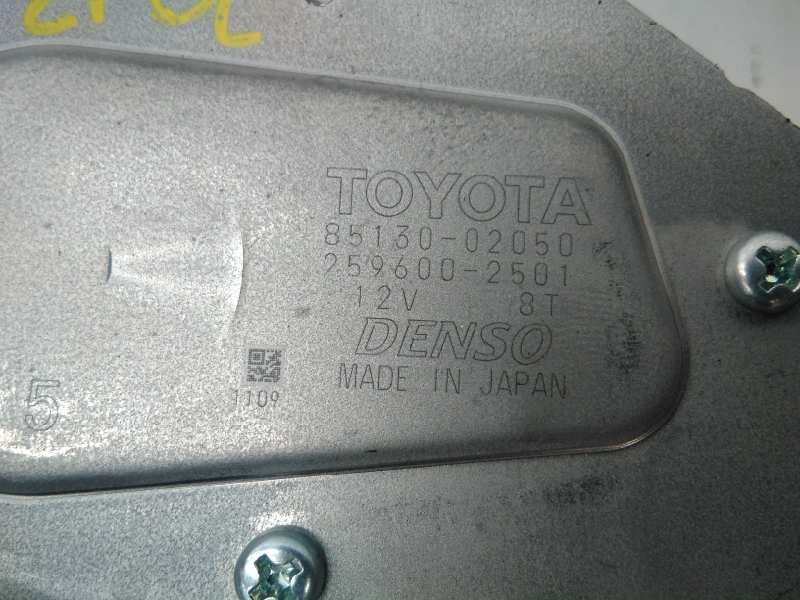 TOYOTA
85130-02050
259600-2501
12V 8T
DENSO
MADE IN JAPAN
1109
5